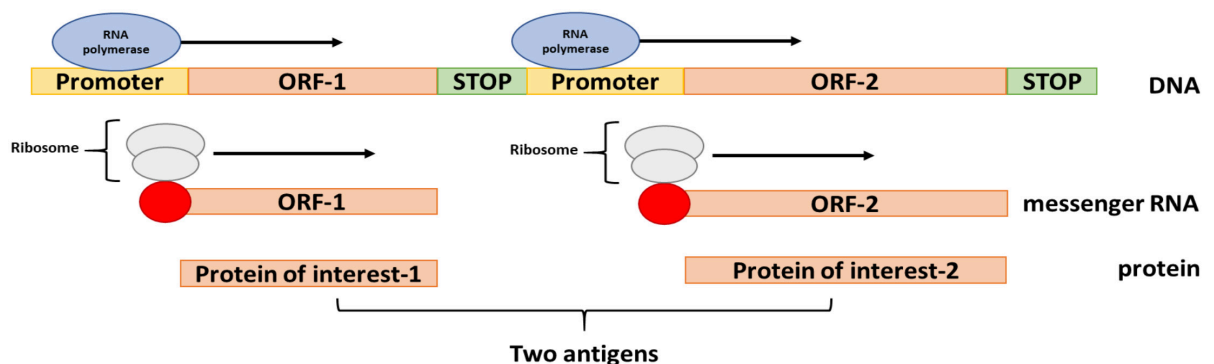 RNA
polymerase
RNA
polymerase
Promoter ORF-1 STOP Promoter ORF-2 STOP DNA
Ribosome
Ribosome
ORF-1 ORF-2 messenger RNA
Protein of interest-1 Protein of interest-2 protein
Two antigens